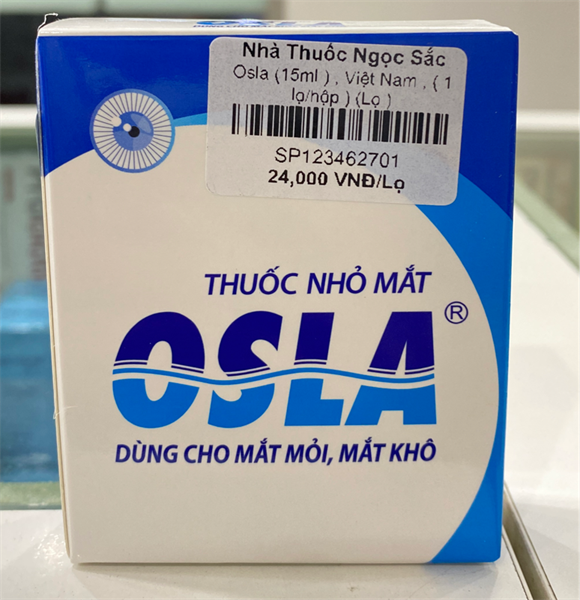 Nhà Thuốc Ngọc Sắc
Osla (15ml ) , Việt Nam , ( 1
lọ/hộp ) (Lọ )
SP123462701
24,000 VNĐ/Lọ
THUỐC NHỎ MẮT
OSLA®
DÙNG CHO MẮT MỎI, MẮT KHÔ